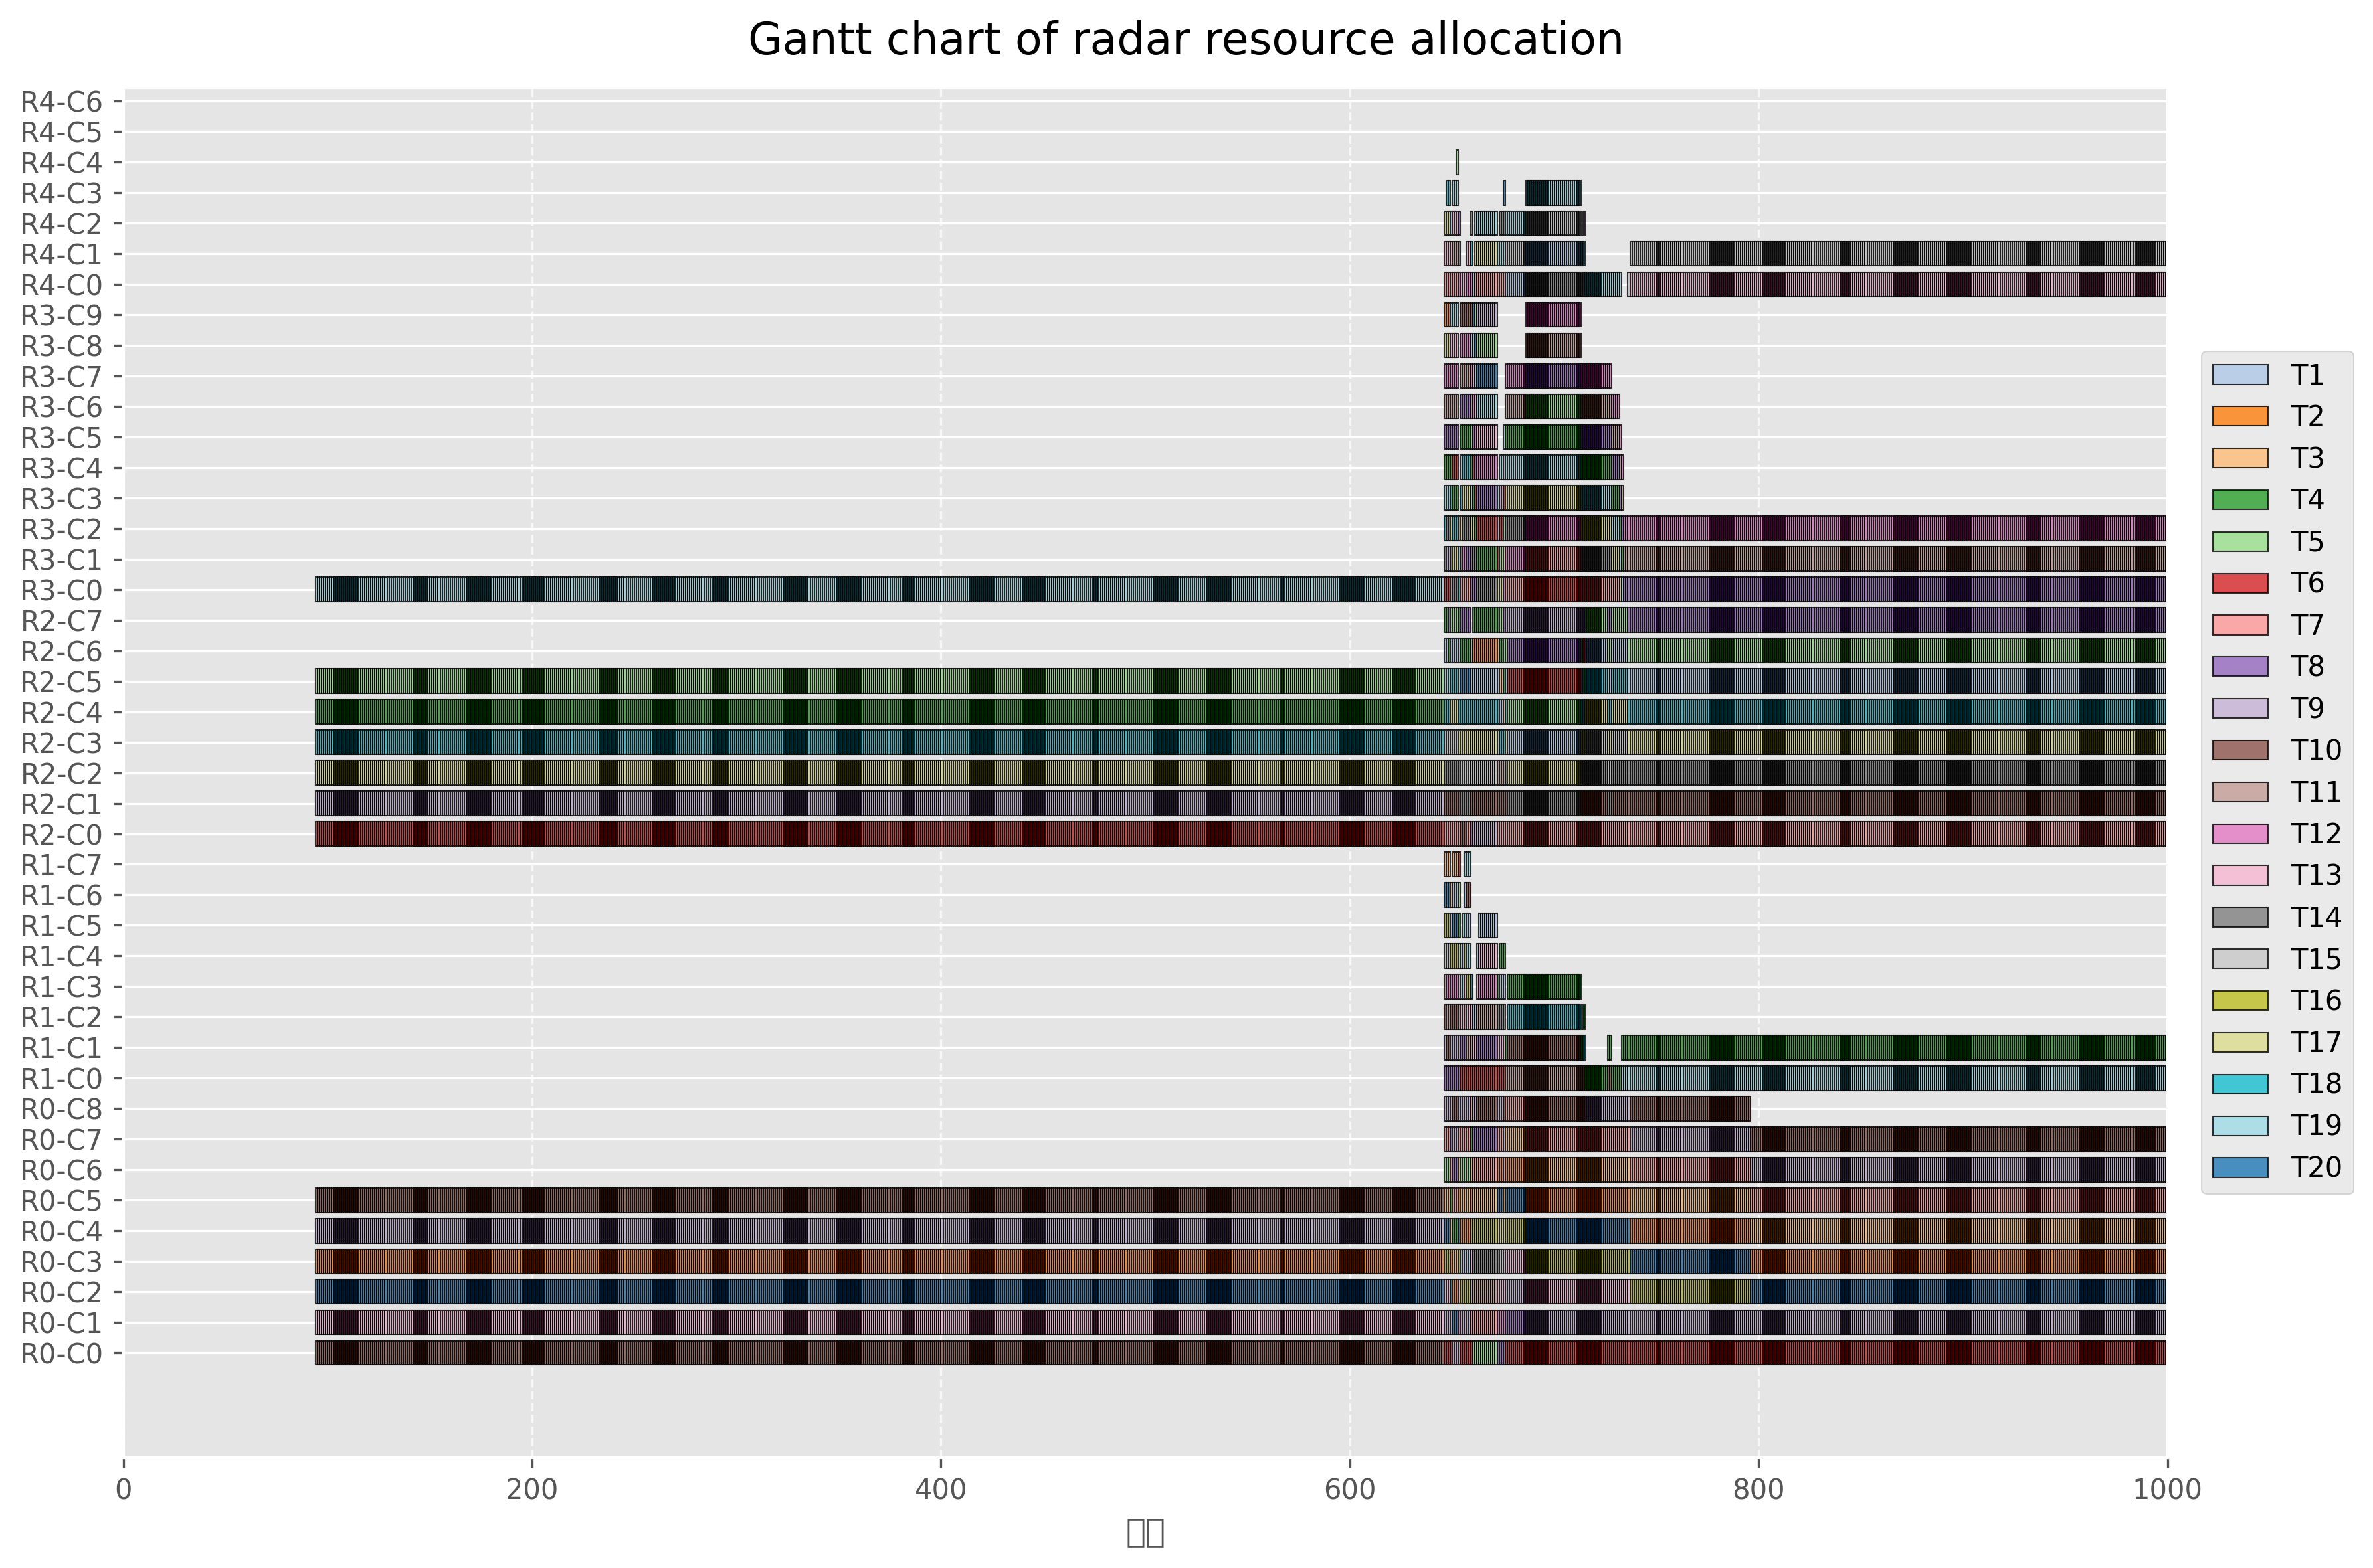 Gantt chart of radar resource allocation
R4-C6
R4-C5
R4-C4
R4-C3
R4-C2
R4-C1
R4-C0
R3-C9
R3-C8
R3-C7
R3-C6
R3-C5
R3-C4
R3-C3
R3-C2
R3-C1
R3-C0
R2-C7
R2-C6
R2-C5
R2-C4
R2-C3
R2-C2
R2-C1
R2-C0
R1-C7
R1-C6
R1-C5
R1-C4
R1-C3
R1-C2
R1-C1
R1-C0
R0-C8
R0-C7
R0-C6
R0-C5
R0-C4
R0-C3
R0-C2
R0-C1
R0-C0
0 200 400 600 800 1000
T1
T2
T3
T4
T5
T6
T7
T8
T9
T10
T11
T12
T13
T14
T15
T16
T17
T18
T19
T20